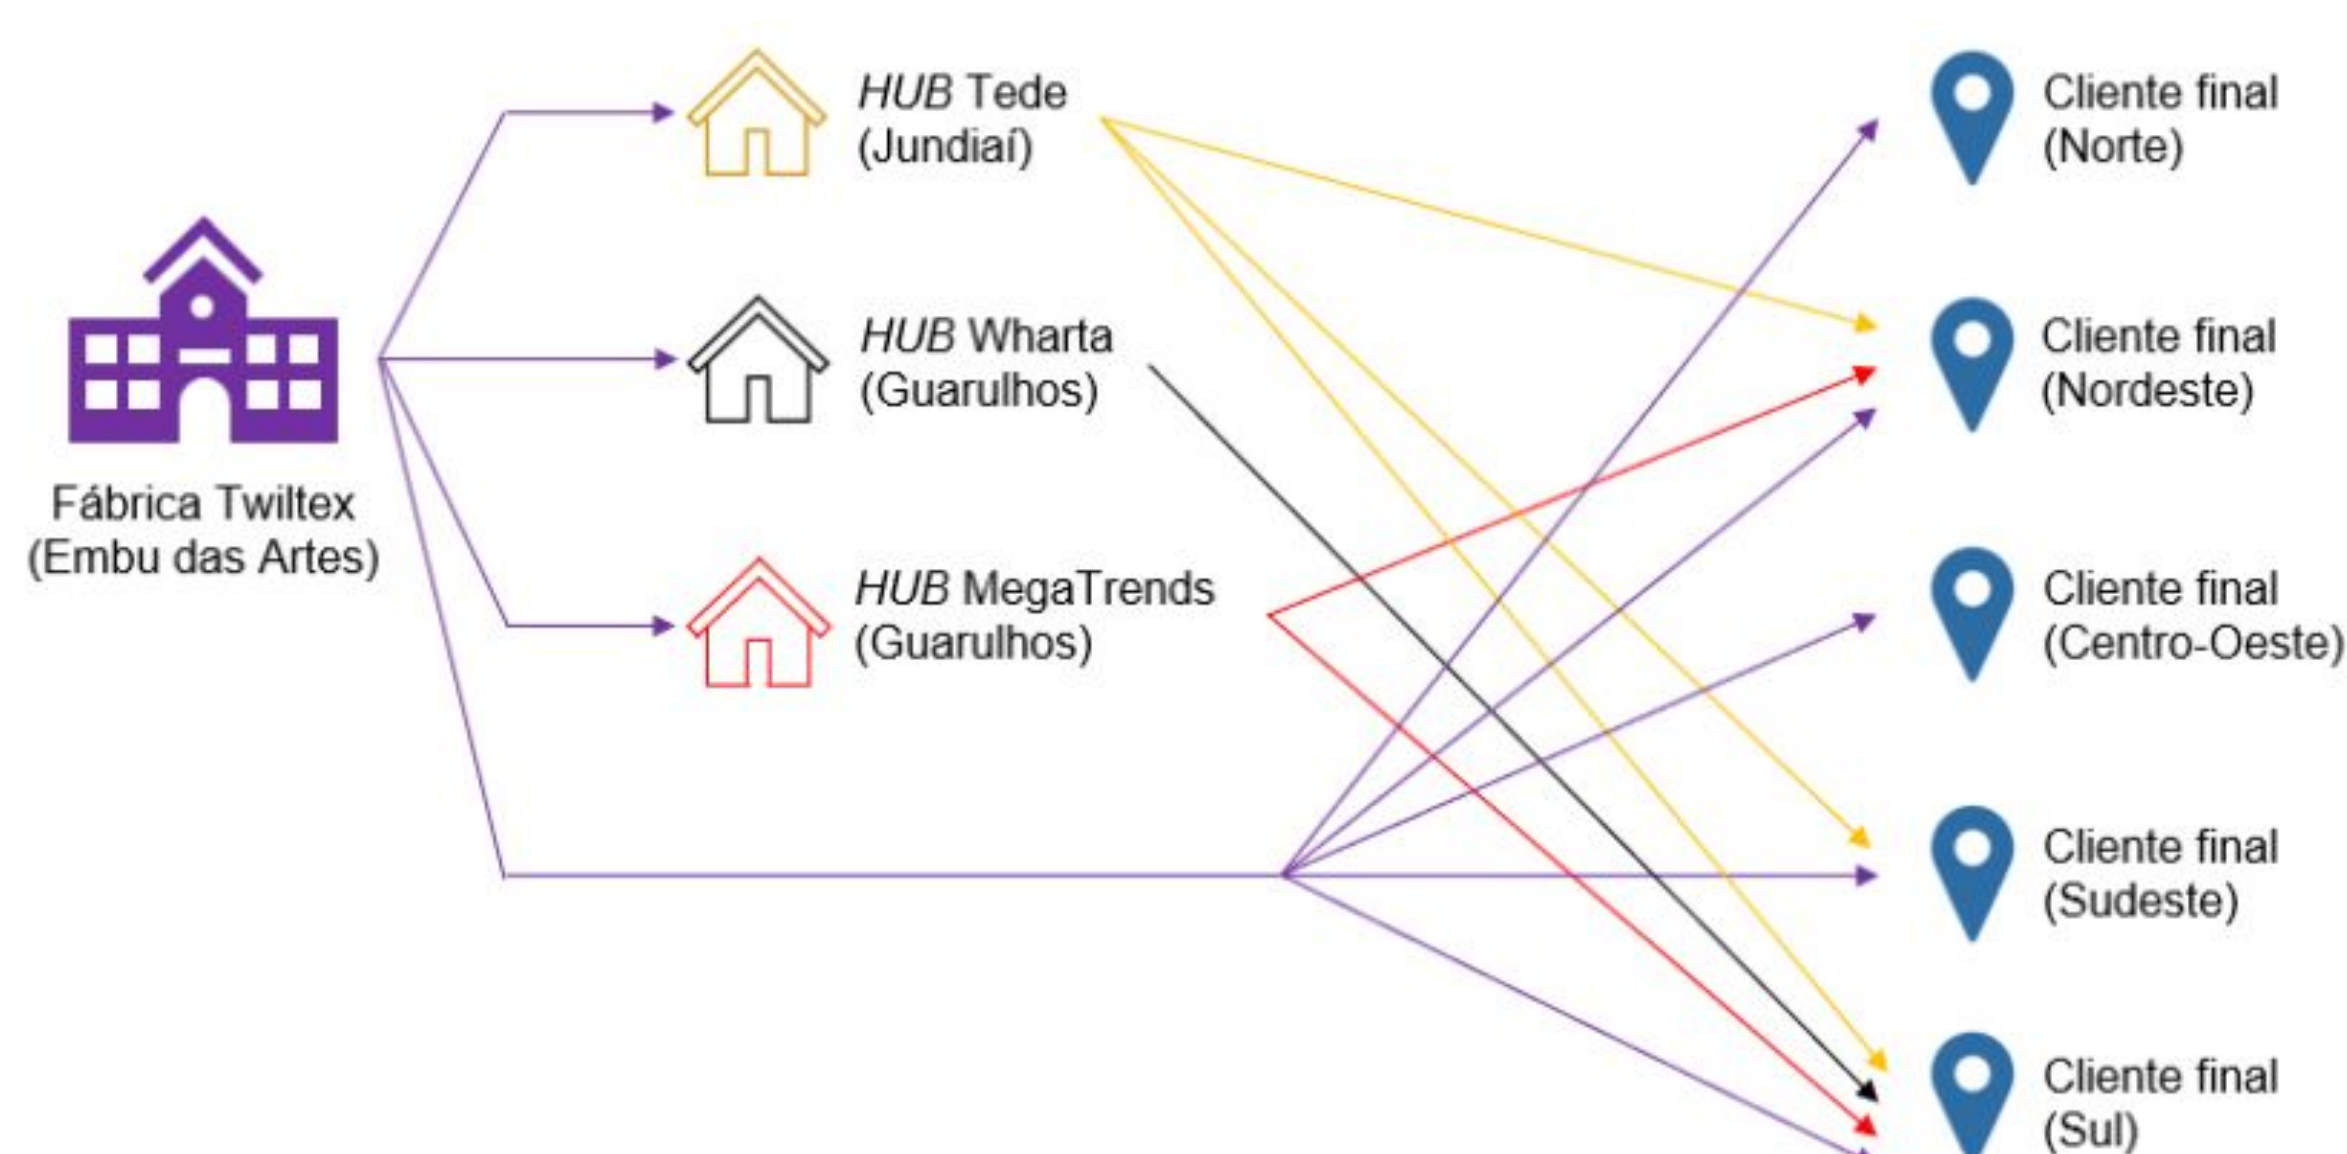 HUB Tede
(Jundiaí)
HUB Wharta
(Guarulhos)
HUB MegaTrends
(Guarulhos)
Fábrica Twiltex
(Embu das Artes)
Cliente final
(Norte)
Cliente final
(Nordeste)
Cliente final
(Centro-Oeste)
Cliente final
(Sudeste)
Cliente final
(Sul)